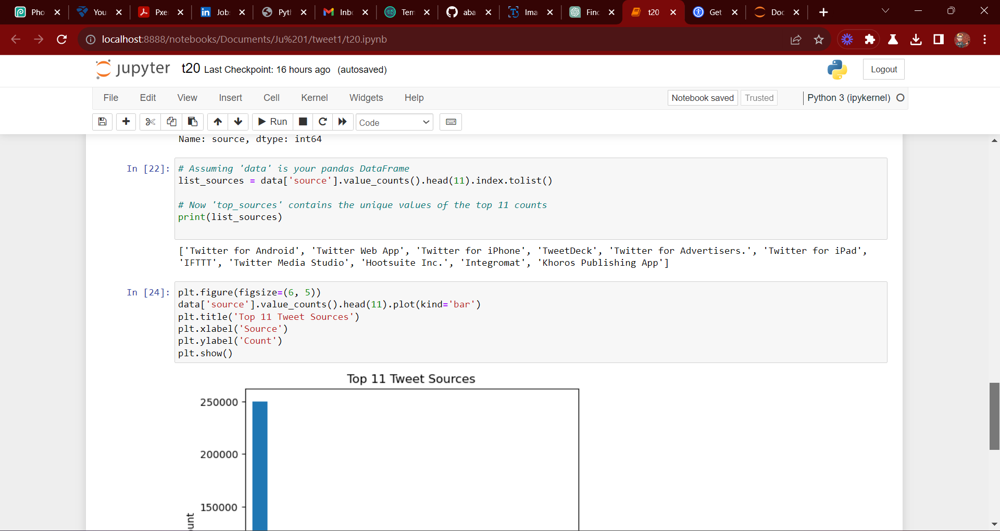 Pho
You
Pxe
Job
Pyt
Inb
Tem
aba
Ima
Finc
t20
Get
Doc
localhost:8888/notebooks/Documents/Ju%201/tweet1/t20.ipynb
jupyter t20 Last Checkpoint: 16 hours ago (autosaved)
Logout
File Edit View Insert Cell Kernel Widgets Help
Notebook saved Trusted Python 3 (ipykernel)
Run Code
Name: source, dtype: int64
In [22]: # Assuming 'data' is your pandas DataFrame
list_sources = data['source'].value_counts().head(11).index.tolist()
# Now 'top_sources' contains the unique values of the top 11 counts
print(list_sources)
['Twitter for Android', 'Twitter Web App', 'Twitter for iPhone', 'TweetDeck', 'Twitter for Advertisers.', 'Twitter for iPad',
'IFTTT', 'Twitter Media Studio', 'Hootsuite Inc.', 'Integromat', 'Khoros Publishing App']
In [24]: plt.figure(figsize=(6, 5))
data['source'].value_counts().head(11).plot(kind='bar')
plt.title('Top 11 Tweet Sources')
plt.xlabel('Source')
plt.ylabel('Count')
plt.show()
Top 11 Tweet Sources
250000
200000
150000